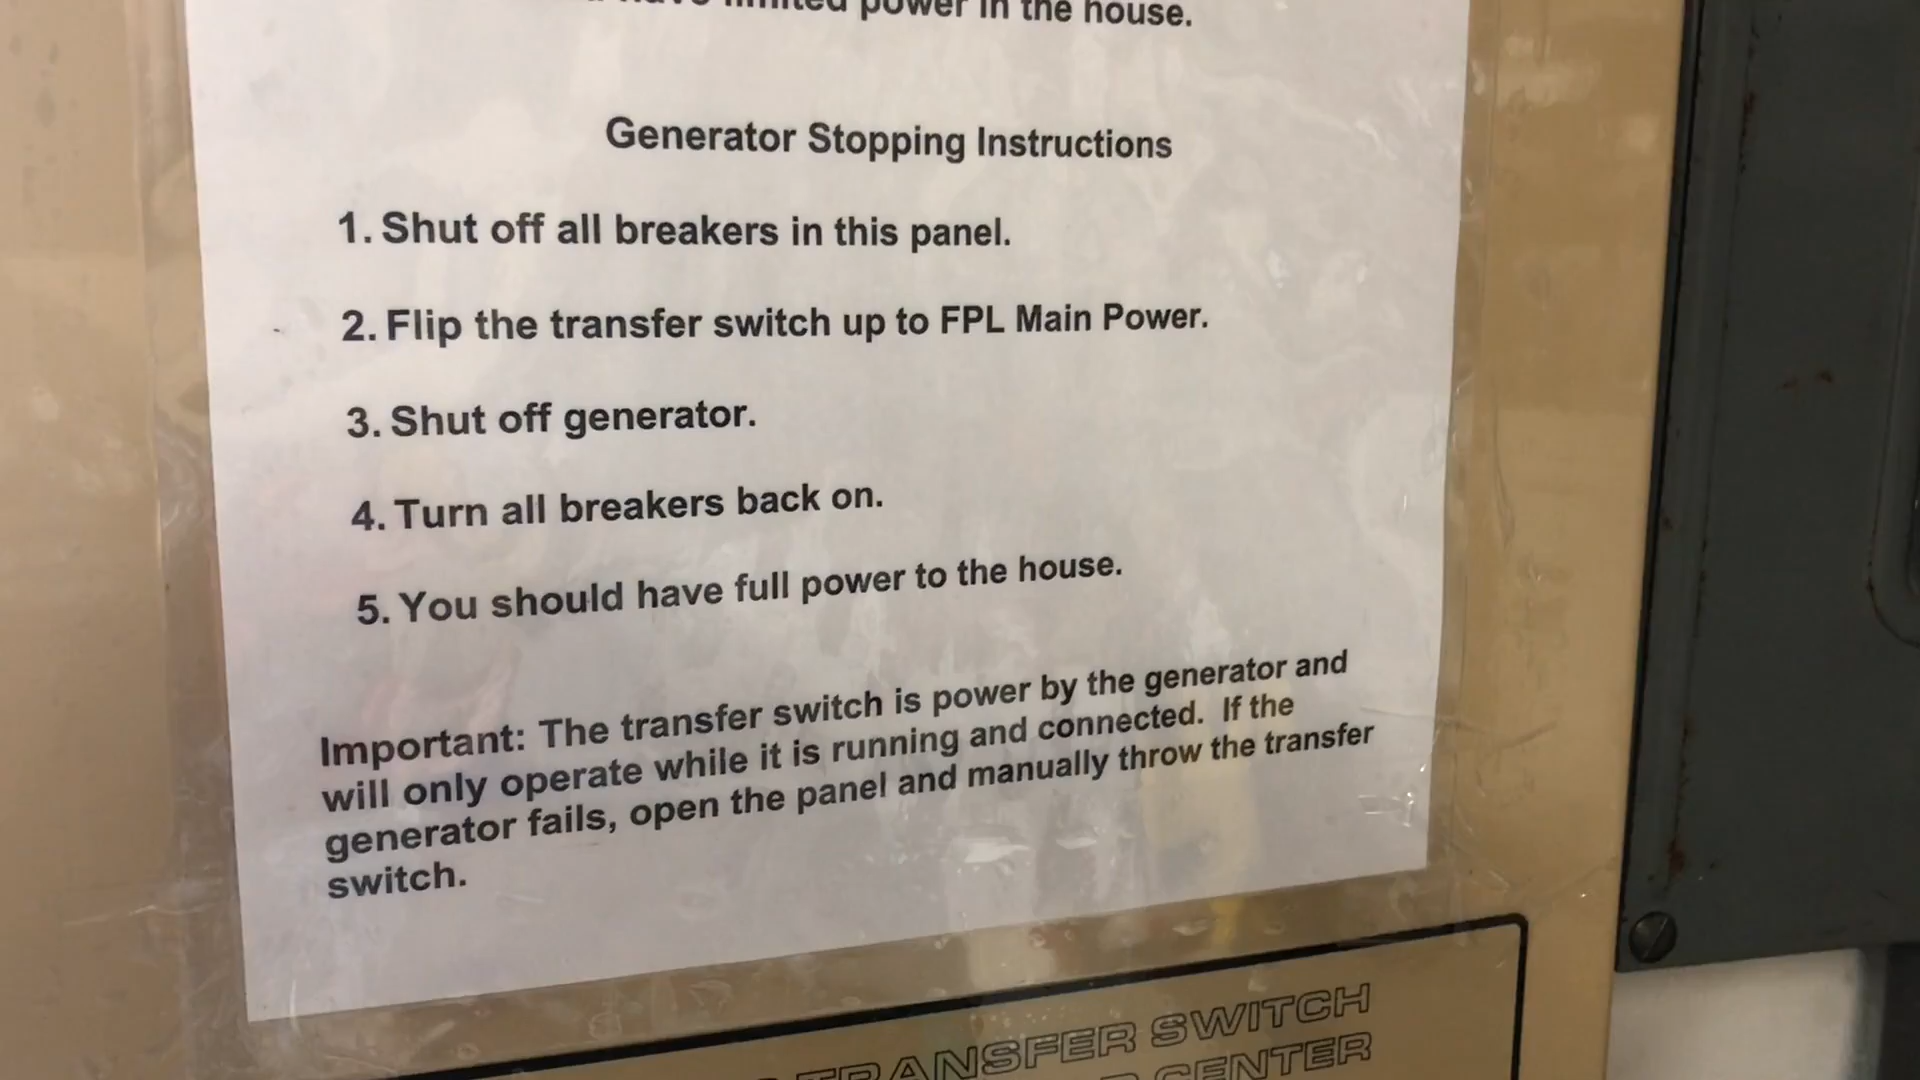 limited power in the house.
Generator Stopping Instructions
1. Shut off all breakers in this panel.
2. Flip the transfer switch up to FPL Main Power.
3. Shut off generator.
4. Turn all breakers back on.
5. You should have full power to the house.
Important: The transfer switch is power by the generator and
will only operate while it is running and connected. If the
generator fails, open the panel and manually throw the transfer
switch.
TRANSFER SWITCH
CENTER